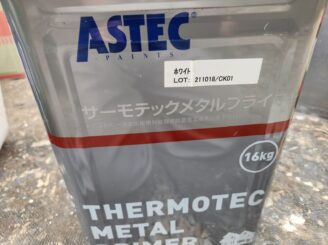 ASTEC
PAINTS
ホワイト
LOT: 211018/CK01
サーモテックメタルプライ
16kg
THERMOTEC
METAL
PRIMER